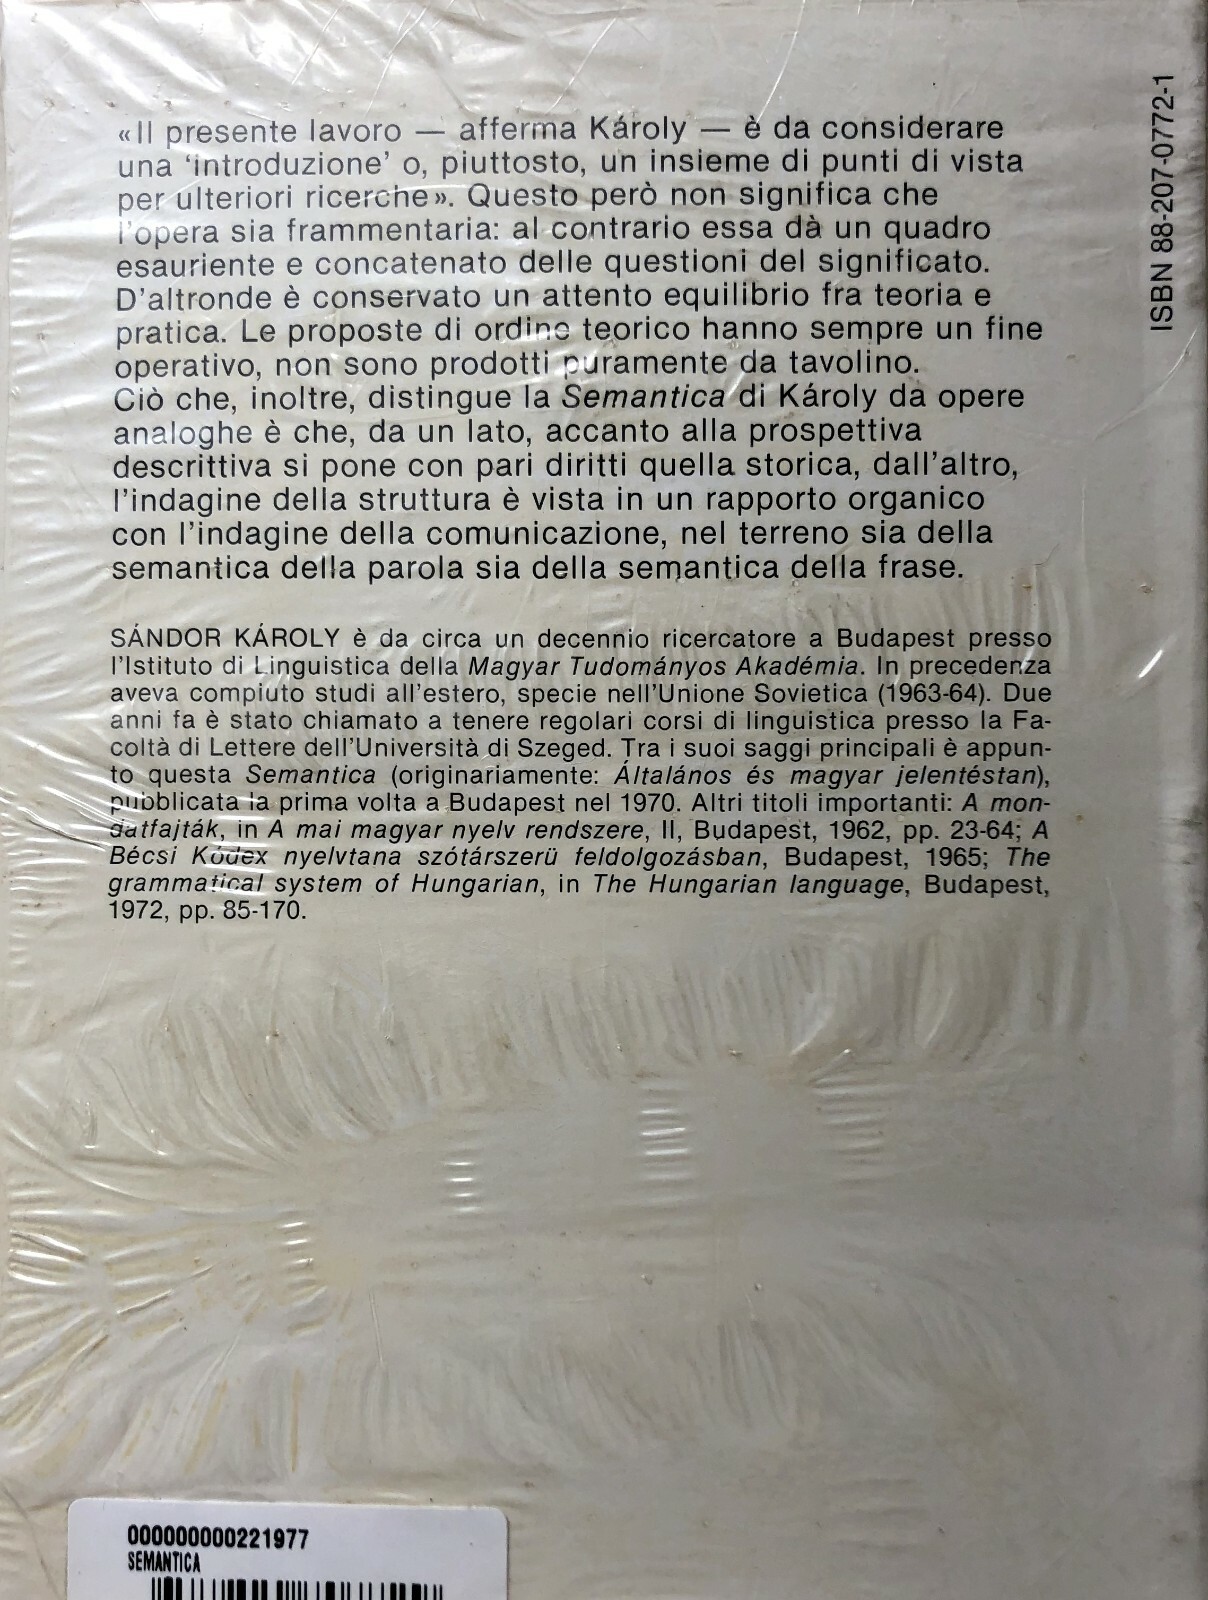 «Il presente lavoro — afferma Károly — è da considerare
una ‘introduzione’ o, piuttosto, un insieme di punti di vista
per ulteriori ricerche». Questo però non significa che
l'opera sia frammentaria: al contrario essa dà un quadro
esauriente e concatenato delle questioni del significato.
D'altronde è conservato un attento equilibrio fra teoria e
pratica. Le proposte di ordine teorico hanno sempre un fine
operativo, non sono prodotti puramente da tavolino.
Ciò che, inoltre, distingue la Semantica di Károly da opere
analoghe è che, da un lato, accanto alla prospettiva
descrittiva si pone con pari diritti quella storica, dall'altro,
l'indagine della struttura è vista in un rapporto organico
con l'indagine della comunicazione, nel terreno sia della
semantica della parola sia della semantica della frase.
SÁNDOR KÁROLY è da circa un decennio ricercatore a Budapest presso
l'Istituto di Linguistica della Magyar Tudományos Akadémia. In precedenza
aveva compiuto studi all'estero, specie nell'Unione Sovietica (1963-64). Due
anni fa è stato chiamato a tenere regolari corsi di linguistica presso la Fa-
coltà di Lettere dell'Università di Szeged. Tra i suoi saggi principali è appun-
to questa Semantica (originariamente: Általános és magyar jelentéstan),
pubblicata la prima volta a Budapest nel 1970. Altri titoli importanti: A mon-
datfajták, in A mai magyar nyelv rendszere, II, Budapest, 1962, pp. 23-64; A
Bécsi Kódex nyelvtana szótárszerü feldolgozásban, Budapest, 1965; The
grammatical system of Hungarian, in The Hungarian language, Budapest,
1972, pp. 85-170.
ISBN 88-207-0772-1
000000000221977
SEMANTICA